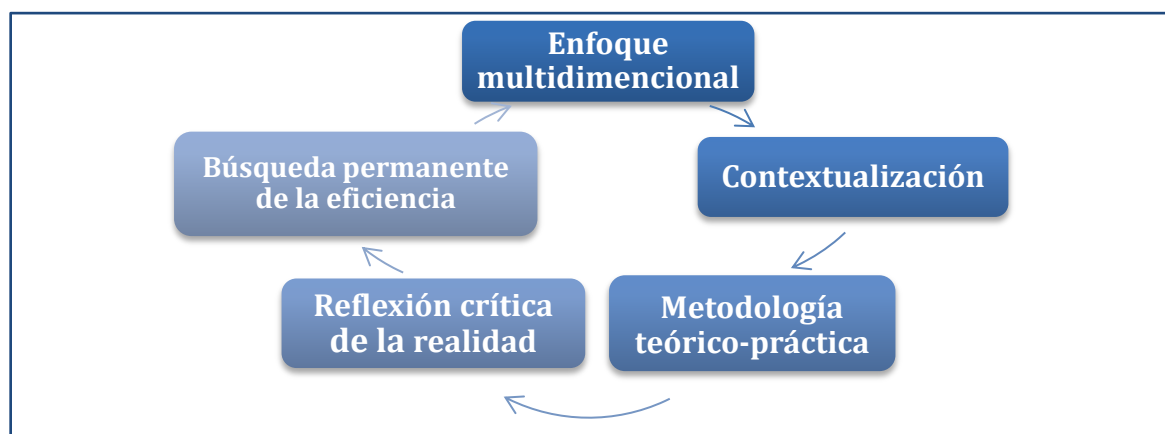 Enfoque
multidimencional
Contextualización
Metodología
teórico-práctica
Reflexión crítica
de la realidad
Búsqueda permanente
de la eficiencia